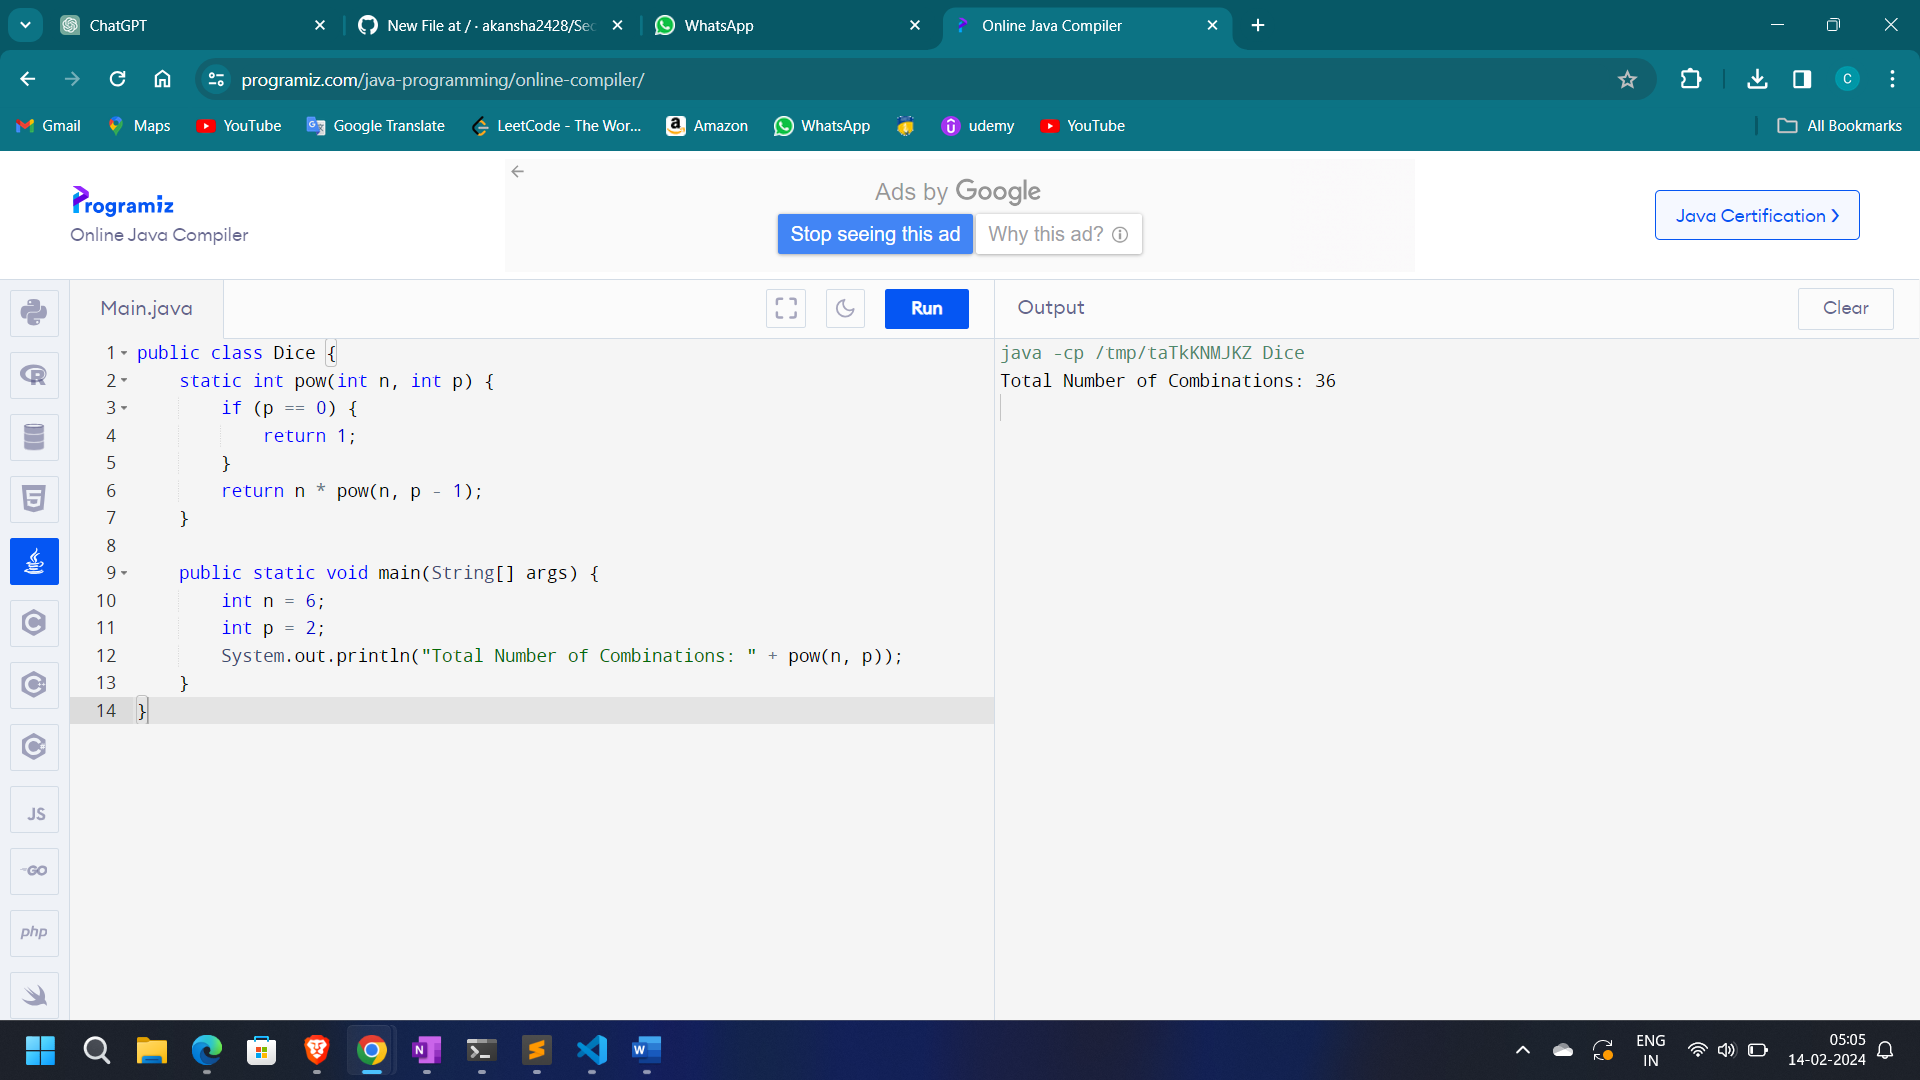 ChatGPT
New File at / · akansha2428/Sec
WhatsApp
Online Java Compiler
programiz.com/java-programming/online-compiler/
C
Gmail
Maps
YouTube
Google Translate
LeetCode - The Wor...
Amazon
WhatsApp
udemy
YouTube
All Bookmarks
Programiz
Online Java Compiler
Ads by Google
Stop seeing this ad
Why this ad?
Java Certification ❯
Main.java
Run
Output
Clear
1 public class Dice {
2     static int pow(int n, int p) {
3         if (p == 0) {
4             return 1;
5         }
6         return n * pow(n, p - 1);
7     }
8
9     public static void main(String[] args) {
10         int n = 6;
11         int p = 2;
12         System.out.println("Total Number of Combinations: " + pow(n, p));
13     }
14 }
java -cp /tmp/taTkKNMJKZ Dice
Total Number of Combinations: 36
R
5
C
C
C
JS
GO
php
N
W
ENG
IN
05:05
14-02-2024